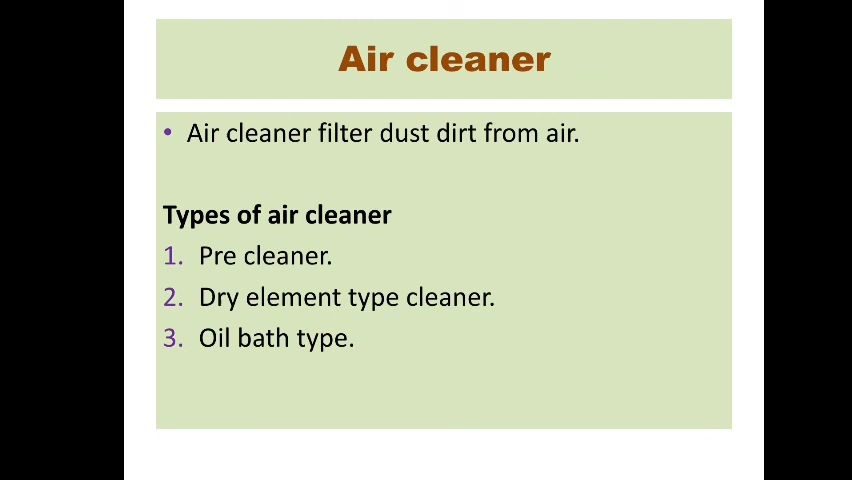 Air cleaner
• Air cleaner filter dust dirt from air.
Types of air cleaner
1. Pre cleaner.
2. Dry element type cleaner.
3. Oil bath type.